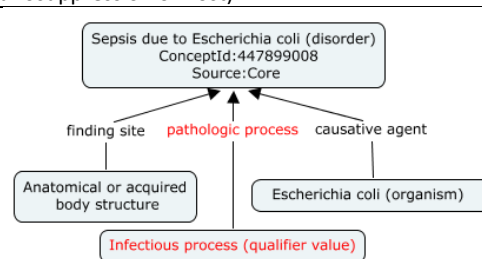 Sepsis due to Escherichia coli (disorder)
ConceptId:447899008
Source:Core
finding site
pathologic process
causative agent
Anatomical or acquired
body structure
Escherichia coli (organism)
Infectious process (qualifier value)